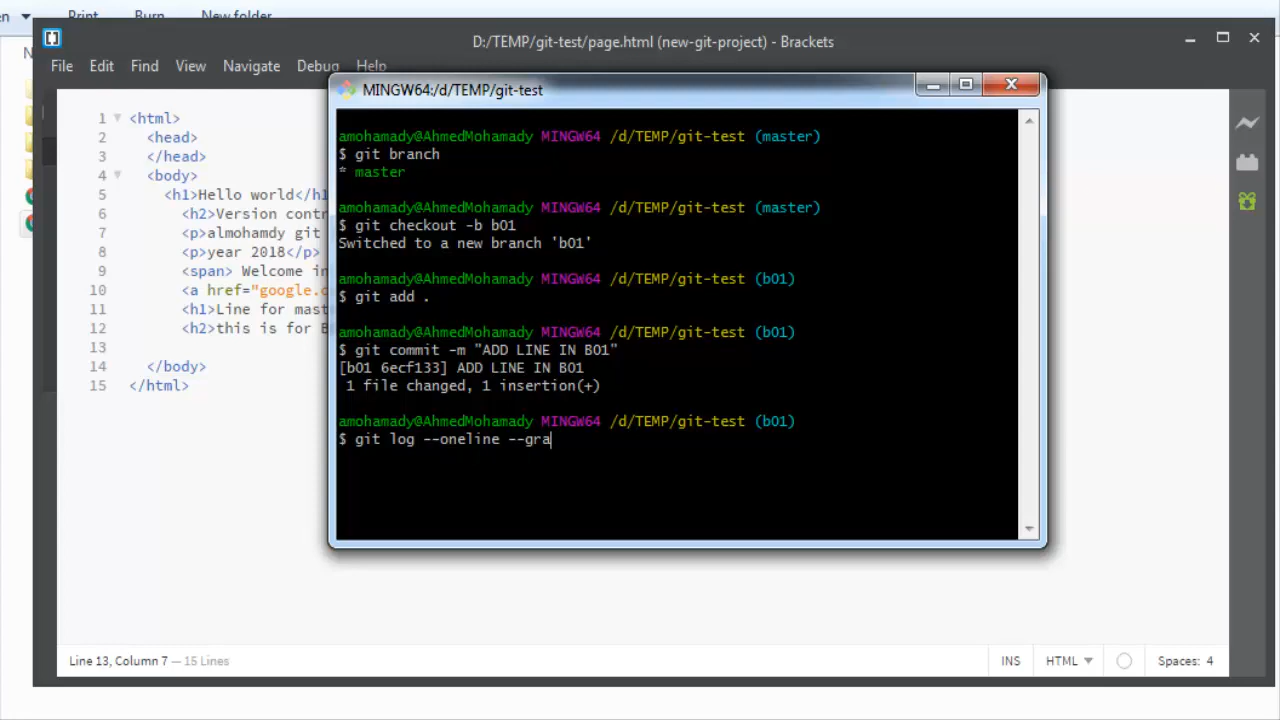 Print Burn New folder
D:/TEMP/git-test/page.html (new-git-project) - Brackets
File Edit Find View Navigate Debug Help
MINGW64:/d/TEMP/git-test
1 <html>
2 <head>
3 </head>
4 <body>
5 <h1>Hello world</h1
6 <h2>Version contr
7 <p>almohamdy git
8 <p>year 2018</p>
9 <span> Welcome in
10 <a href="google.c
11 <h1>Line for mast
12 <h2>this is for B
13
14 </body>
15 </html>
amohamady@AhmedMohamady MINGW64 /d/TEMP/git-test (master)
$ git branch
* master
amohamady@AhmedMohamady MINGW64 /d/TEMP/git-test (master)
$ git checkout -b b01
Switched to a new branch 'b01'
amohamady@AhmedMohamady MINGW64 /d/TEMP/git-test (b01)
$ git add .
amohamady@AhmedMohamady MINGW64 /d/TEMP/git-test (b01)
$ git commit -m "ADD LINE IN B01"
[b01 6ecf133] ADD LINE IN B01
1 file changed, 1 insertion(+)
amohamady@AhmedMohamady MINGW64 /d/TEMP/git-test (b01)
$ git log --oneline --gra
Line 13, Column 7 — 15 Lines
INS HTML Spaces: 4